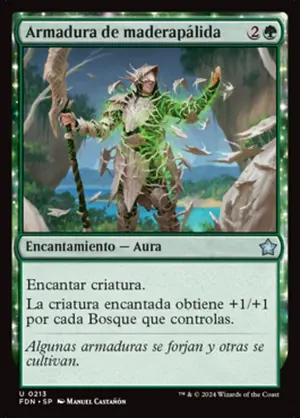 Armadura de maderapálida 2
Encantamiento — Aura
Encantar criatura.
La criatura encantada obtiene +1/+1
por cada Bosque que controlas.
Algunas armaduras se forjan y otras se
cultivan.
U 0213
FDN • SP Manuel Castañón
™ & © 2024 Wizards of the Coast